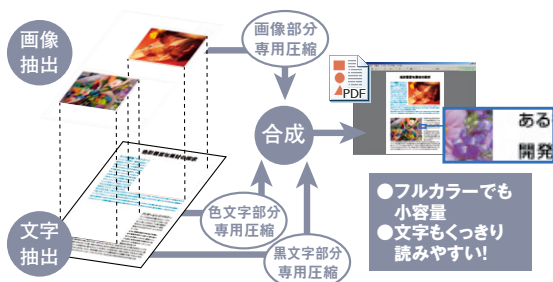 画像
抽出
画像部分
専用圧縮
PDF
合成
ある
開発
文字
抽出
色文字部分
専用圧縮
黒文字部分
専用圧縮
●フルカラーでも
小容量
●文字もくっきり
読みやすい!